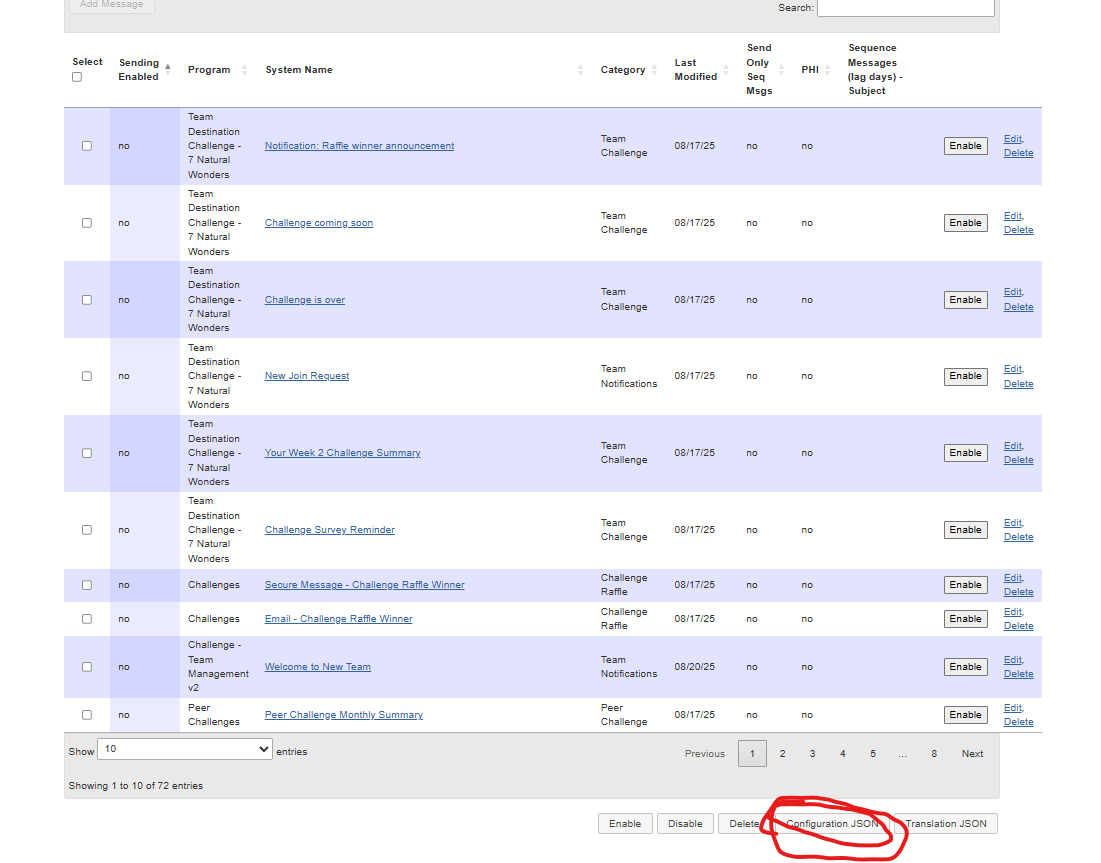 Add Message
Search:
Select
Sending Enabled
Program
System Name
Category
Last Modified
Send Only Seq Msgs
PHI
Sequence Messages (lag days) - Subject
no Team Destination Challenge - 7 Natural Wonders Notification: Raffle winner announcement Team Challenge 08/17/25 no no Enable Edit, Delete
no Team Destination Challenge - 7 Natural Wonders Challenge coming soon Team Challenge 08/17/25 no no Enable Edit, Delete
no Team Destination Challenge - 7 Natural Wonders Challenge is over Team Challenge 08/17/25 no no Enable Edit, Delete
no Team Destination Challenge - 7 Natural Wonders New Join Request Team Notifications 08/17/25 no no Enable Edit, Delete
no Team Destination Challenge - 7 Natural Wonders Your Week 2 Challenge Summary Team Challenge 08/17/25 no no Enable Edit, Delete
no Team Destination Challenge - 7 Natural Wonders Challenge Survey Reminder Team Challenge 08/17/25 no no Enable Edit, Delete
no Challenges Secure Message - Challenge Raffle Winner Challenge Raffle 08/17/25 no no Enable Edit, Delete
no Challenges Email - Challenge Raffle Winner Challenge Raffle 08/17/25 no no Enable Edit, Delete
no Challenge - Team Management v2 Welcome to New Team Team Notifications 08/20/25 no no Enable Edit, Delete
no Peer Challenges Peer Challenge Monthly Summary Peer Challenge 08/17/25 no no Enable Edit, Delete
Show 10 entries
Previous 1 2 3 4 5 ... 8 Next
Showing 1 to 10 of 72 entries
Enable Disable Delete Configuration JSON Translation JSON